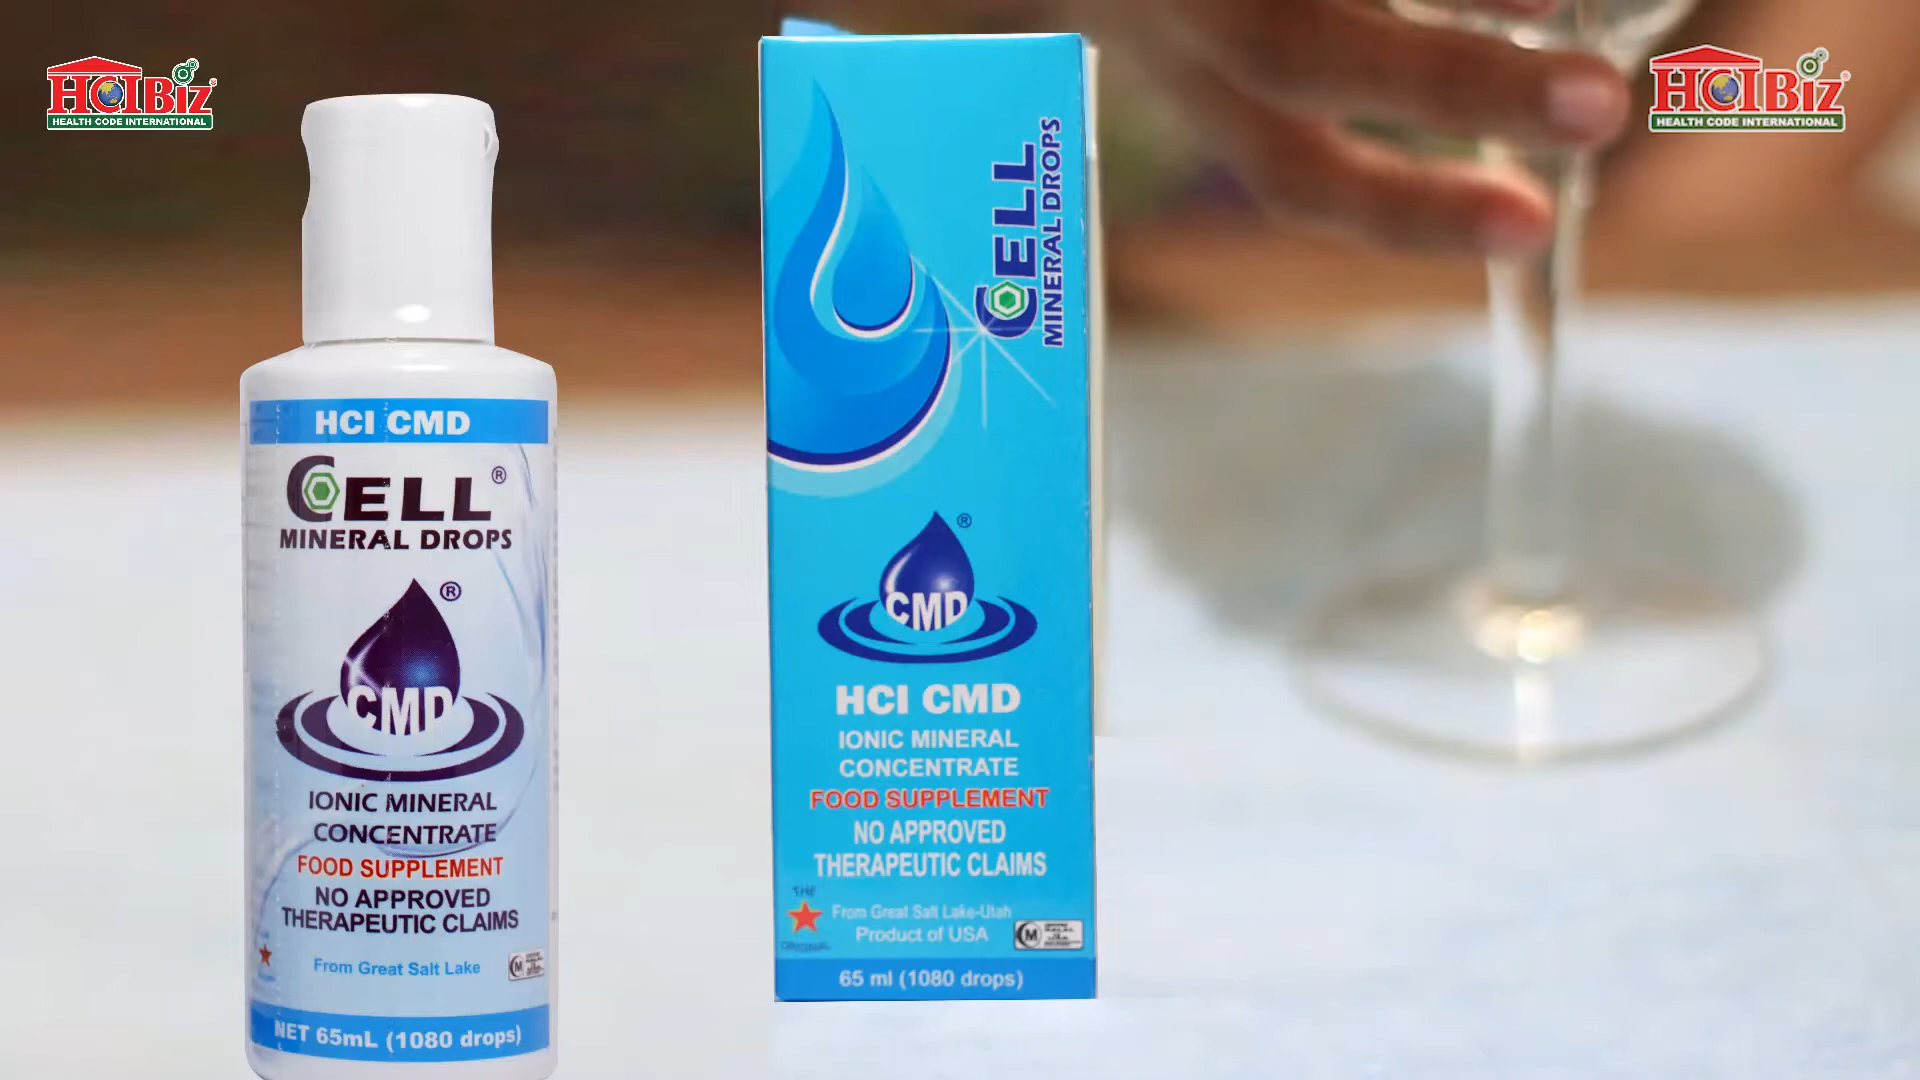 HCIBiz®
HEALTH CODE INTERNATIONAL
HCI CMD
CELL®
MINERAL DROPS
®
CMD
IONIC MINERAL
CONCENTRATE
FOOD SUPPLEMENT
NO APPROVED
THERAPEUTIC CLAIMS
From Great Salt Lake
M
NET 65mL (1080 drops)
CELL
MINERAL DROPS
®
CMD
HCI CMD
IONIC MINERAL
CONCENTRATE
FOOD SUPPLEMENT
NO APPROVED
THERAPEUTIC CLAIMS
THE
ORIGINAL
From Great Salt Lake-Utah
Product of USA
M
65 ml (1080 drops)
HCIBiz®
HEALTH CODE INTERNATIONAL